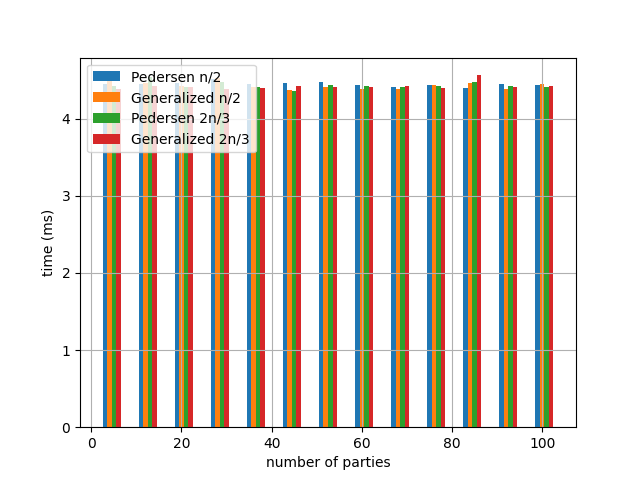 Pedersen n/2
Generalized n/2
Pedersen 2n/3
Generalized 2n/3
4
3
2
1
0
time (ms)
0 20 40 60 80 100
number of parties